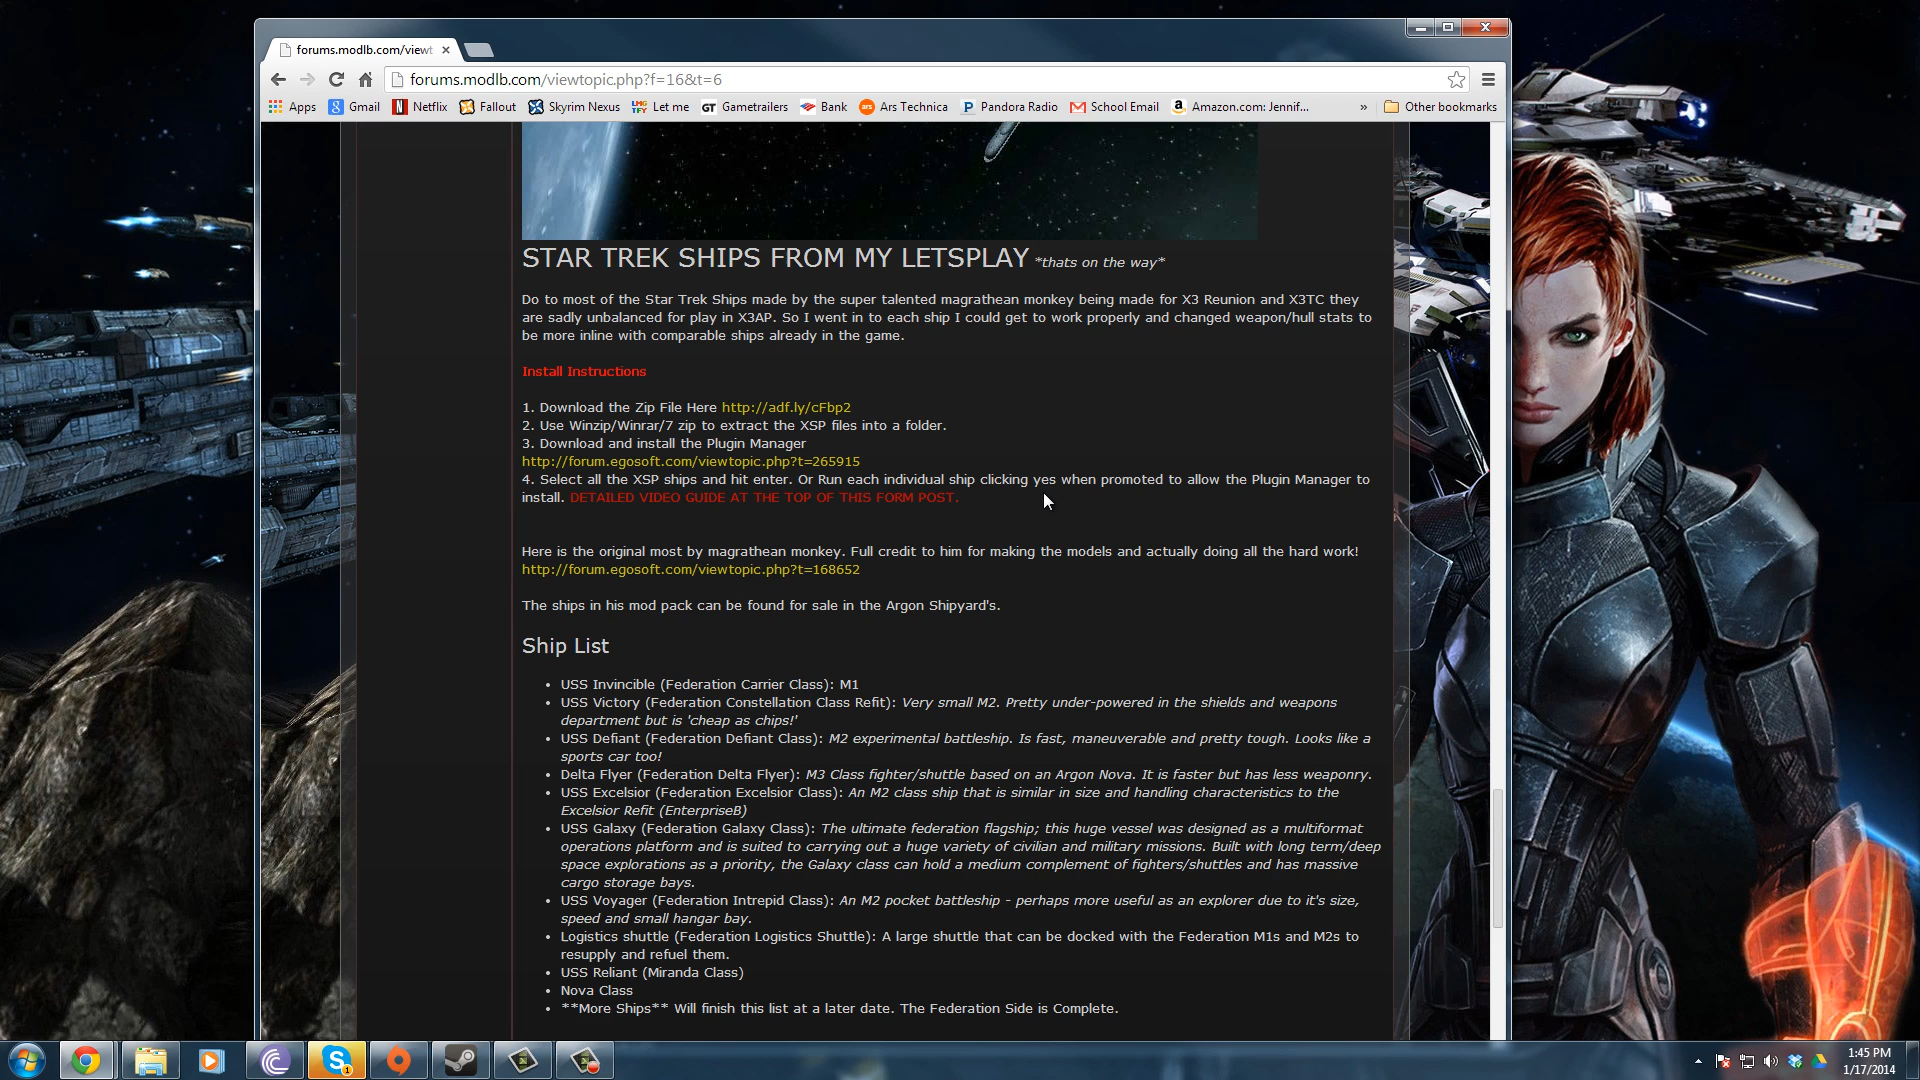 forums.modlb.com/viewt
forums.modlb.com/viewtopic.php?f=16&t=6
Apps Gmail Netflix Fallout Skyrim Nexus LMG TFY Let me GT Gametrailers Bank ars Ars Technica P Pandora Radio School Email Amazon.com: Jennif... » Other bookmarks
STAR TREK SHIPS FROM MY LETSPLAY *thats on the way*
Do to most of the Star Trek Ships made by the super talented magrathean monkey being made for X3 Reunion and X3TC they
are sadly unbalanced for play in X3AP. So I went in to each ship I could get to work properly and changed weapon/hull stats to
be more inline with comparable ships already in the game.
Install Instructions
1. Download the Zip File Here http://adf.ly/cFbp2
2. Use Winzip/Winrar/7 zip to extract the XSP files into a folder.
3. Download and install the Plugin Manager
http://forum.egosoft.com/viewtopic.php?t=265915
4. Select all the XSP ships and hit enter. Or Run each individual ship clicking yes when promoted to allow the Plugin Manager to
install. DETAILED VIDEO GUIDE AT THE TOP OF THIS FORM POST.
Here is the original most by magrathean monkey. Full credit to him for making the models and actually doing all the hard work!
http://forum.egosoft.com/viewtopic.php?t=168652
The ships in his mod pack can be found for sale in the Argon Shipyard's.
Ship List
• USS Invincible (Federation Carrier Class): M1
• USS Victory (Federation Constellation Class Refit): Very small M2. Pretty under-powered in the shields and weapons
department but is 'cheap as chips!'
• USS Defiant (Federation Defiant Class): M2 experimental battleship. Is fast, maneuverable and pretty tough. Looks like a
sports car too!
• Delta Flyer (Federation Delta Flyer): M3 Class fighter/shuttle based on an Argon Nova. It is faster but has less weaponry.
• USS Excelsior (Federation Excelsior Class): An M2 class ship that is similar in size and handling characteristics to the
Excelsior Refit (EnterpriseB)
• USS Galaxy (Federation Galaxy Class): The ultimate federation flagship; this huge vessel was designed as a multiformat
operations platform and is suited to carrying out a huge variety of civilian and military missions. Built with long term/deep
space explorations as a priority, the Galaxy class can hold a medium complement of fighters/shuttles and has massive
cargo storage bays.
• USS Voyager (Federation Intrepid Class): An M2 pocket battleship - perhaps more useful as an explorer due to it's size,
speed and small hangar bay.
• Logistics shuttle (Federation Logistics Shuttle): A large shuttle that can be docked with the Federation M1s and M2s to
resupply and refuel them.
• USS Reliant (Miranda Class)
• Nova Class
• **More Ships** Will finish this list at a later date. The Federation Side is Complete.
1:45 PM
1/17/2014